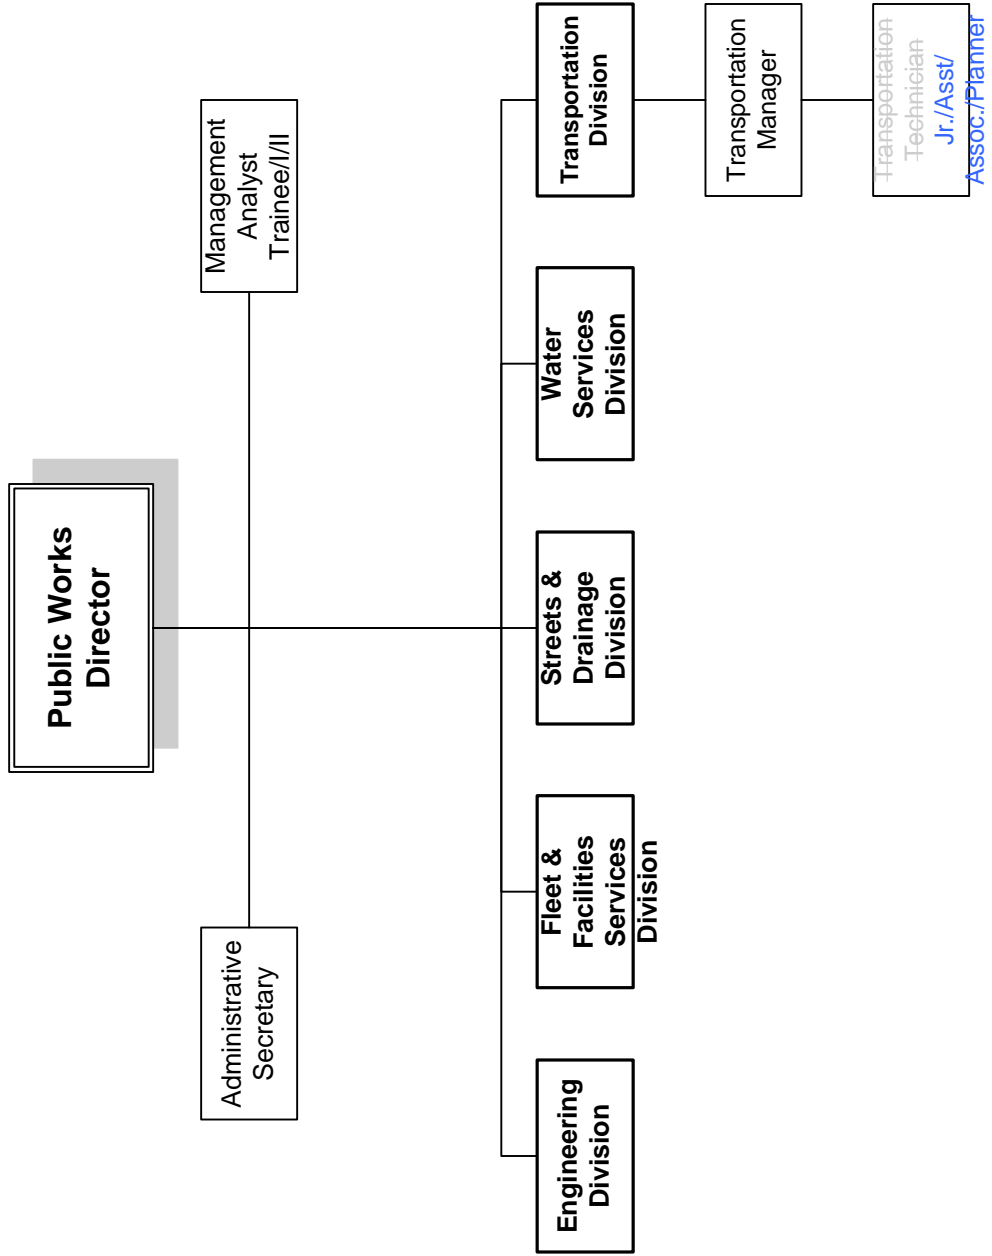 Public Works
Director
Administrative
Secretary
Management
Analyst
Trainee/I/II
Engineering
Division
Fleet &
Facilities
Services
Division
Streets &
Drainage
Division
Water
Services
Division
Transportation
Division
Transportation
Manager
Transportation
Technician
Jr./Asst/
Assoc./Planner